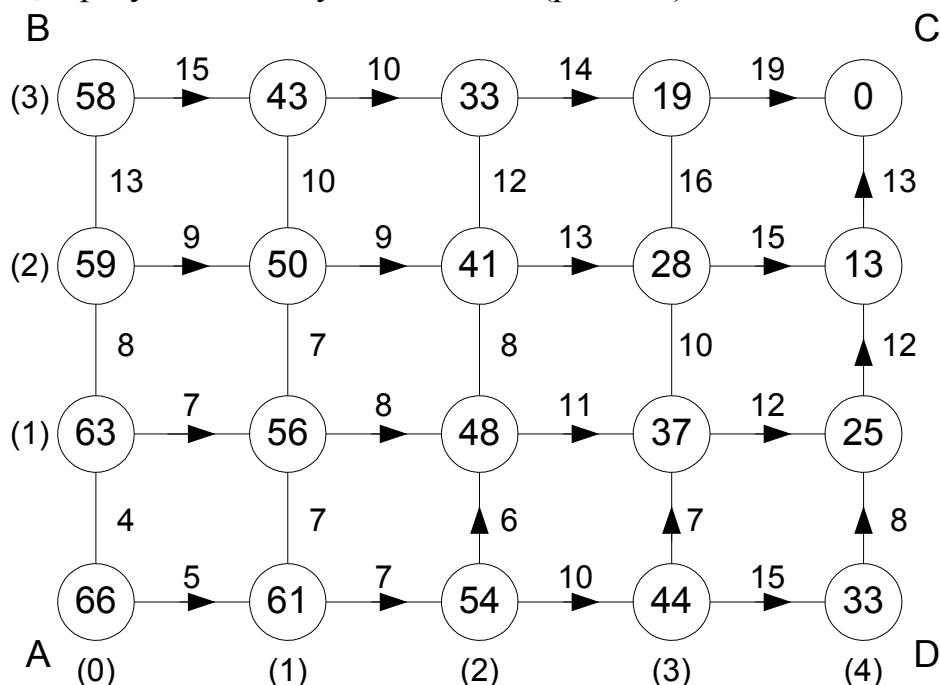 B C
15 10 14 19
(3) 58 43 33 19 0
13 10 12 16 13
9 9 13 15
(2) 59 50 41 28 13
8 7 8 10 12
7 8 11 12
(1) 63 56 48 37 25
4 7 6 7 8
5 7 10 15
66 61 54 44 33
A D
(0) (1) (2) (3) (4)